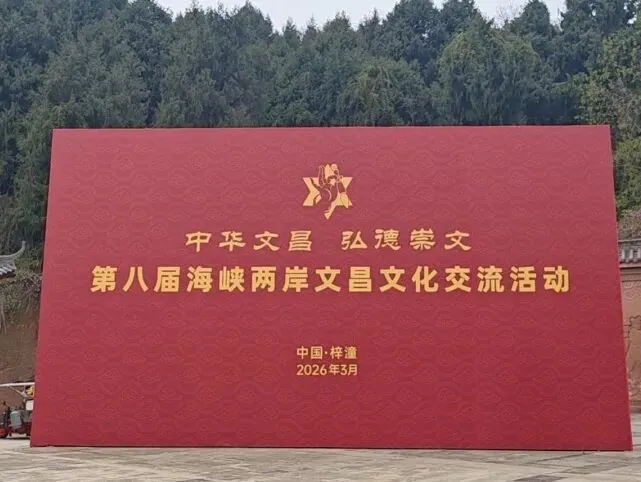 中华文昌 弘德崇文
第八届海峡两岸文昌文化交流活动
中国·梓潼
2026年3月